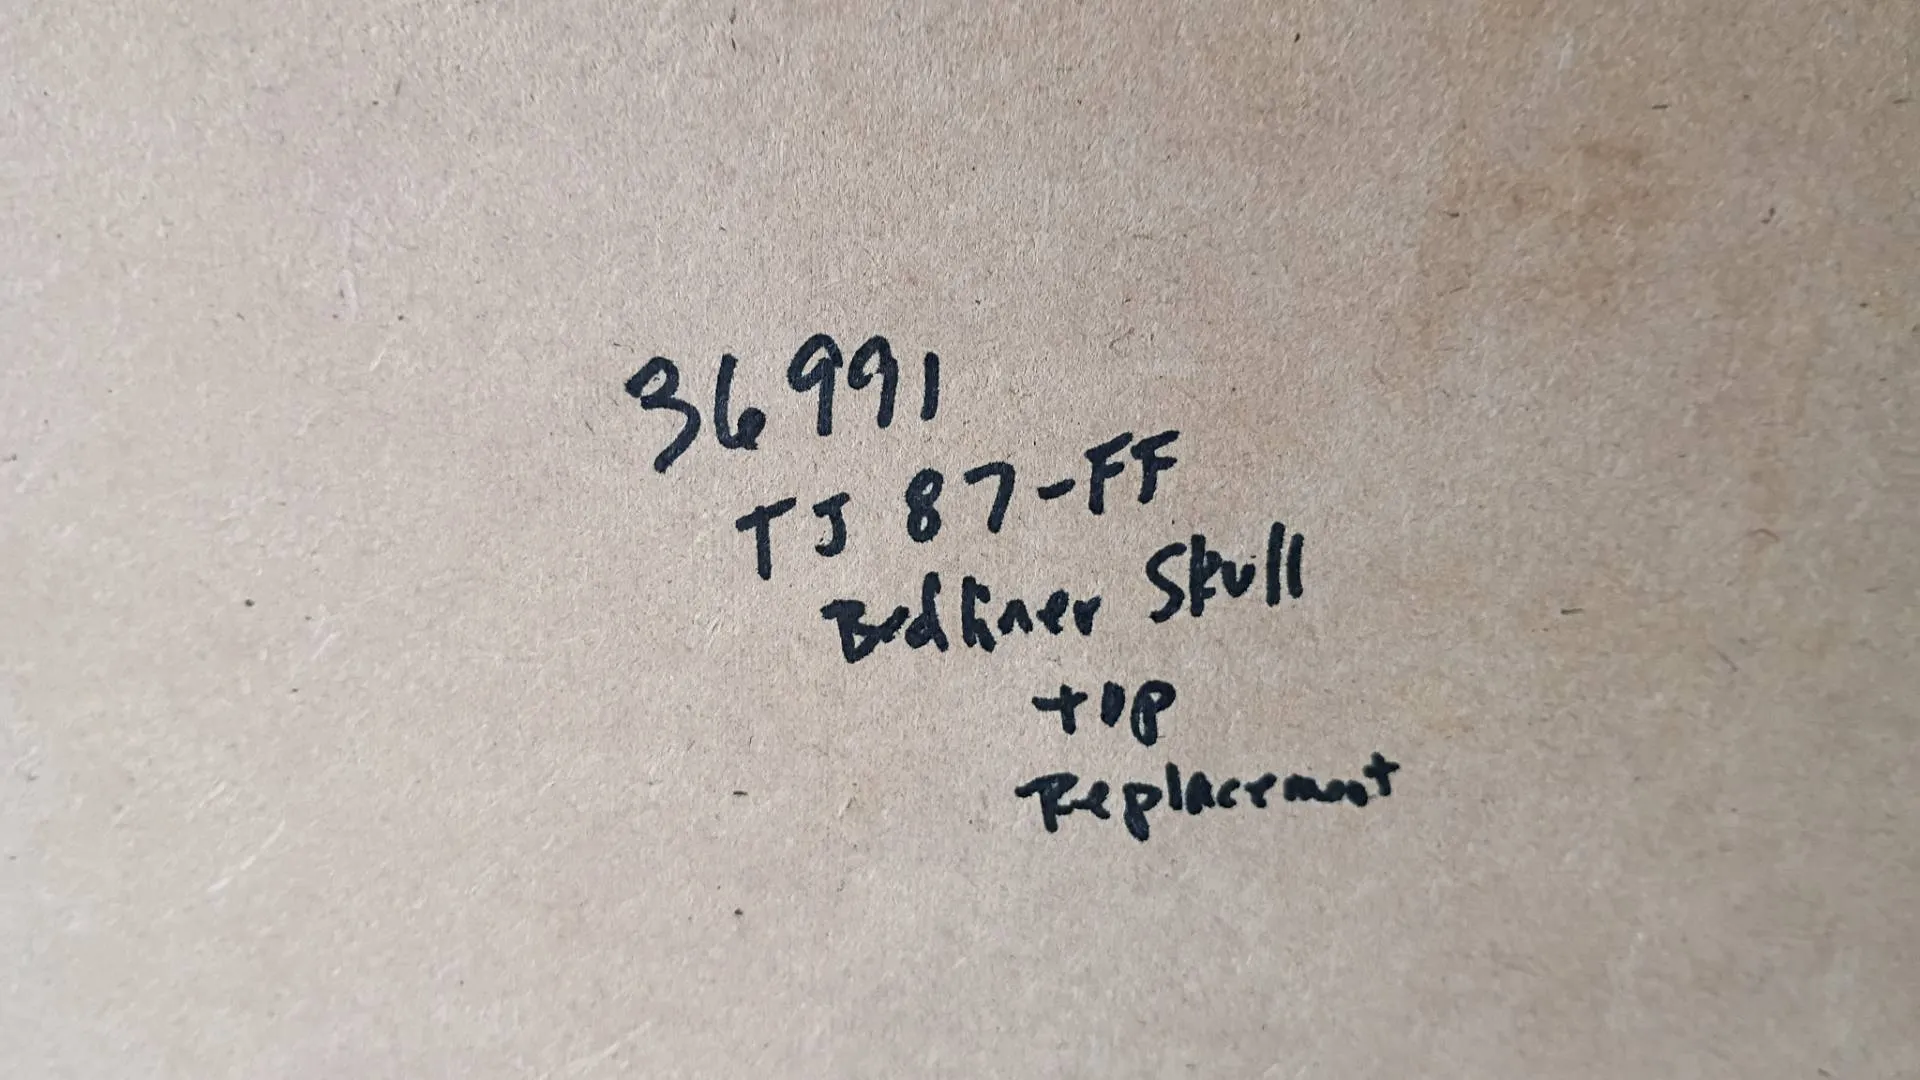 36991
TJ 87-FF
Bedliner Skull
top
Replacement